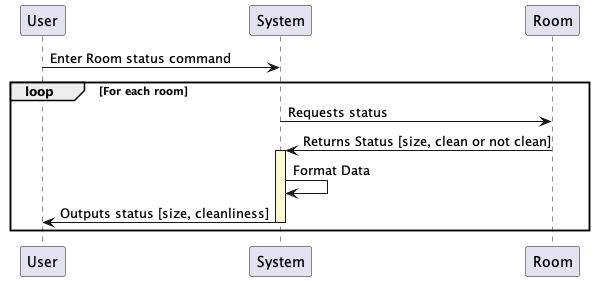 User System Room
Enter Room status command
loop [For each room]
Requests status
Returns Status [size, clean or not clean]
Format Data
Outputs status [size, cleanliness]
User System Room